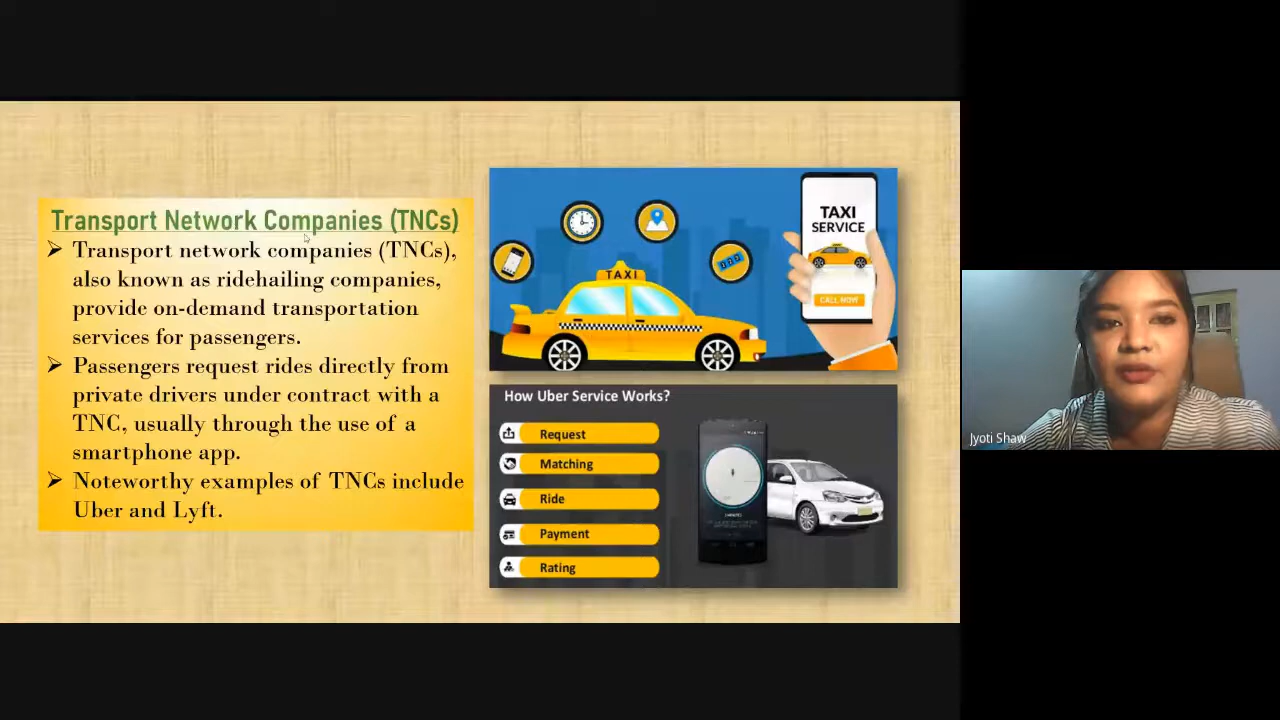 Transport Network Companies (TNCs)
➢ Transport network companies (TNCs),
also known as ridehailing companies,
provide on-demand transportation
services for passengers.
➢ Passengers request rides directly from
private drivers under contract with a
TNC, usually through the use of a
smartphone app.
➢ Noteworthy examples of TNCs include
Uber and Lyft.
TAXI
TAXI
SERVICE
CALL NOW
How Uber Service Works?
Request
Matching
Ride
Payment
Rating
Jyoti Shaw